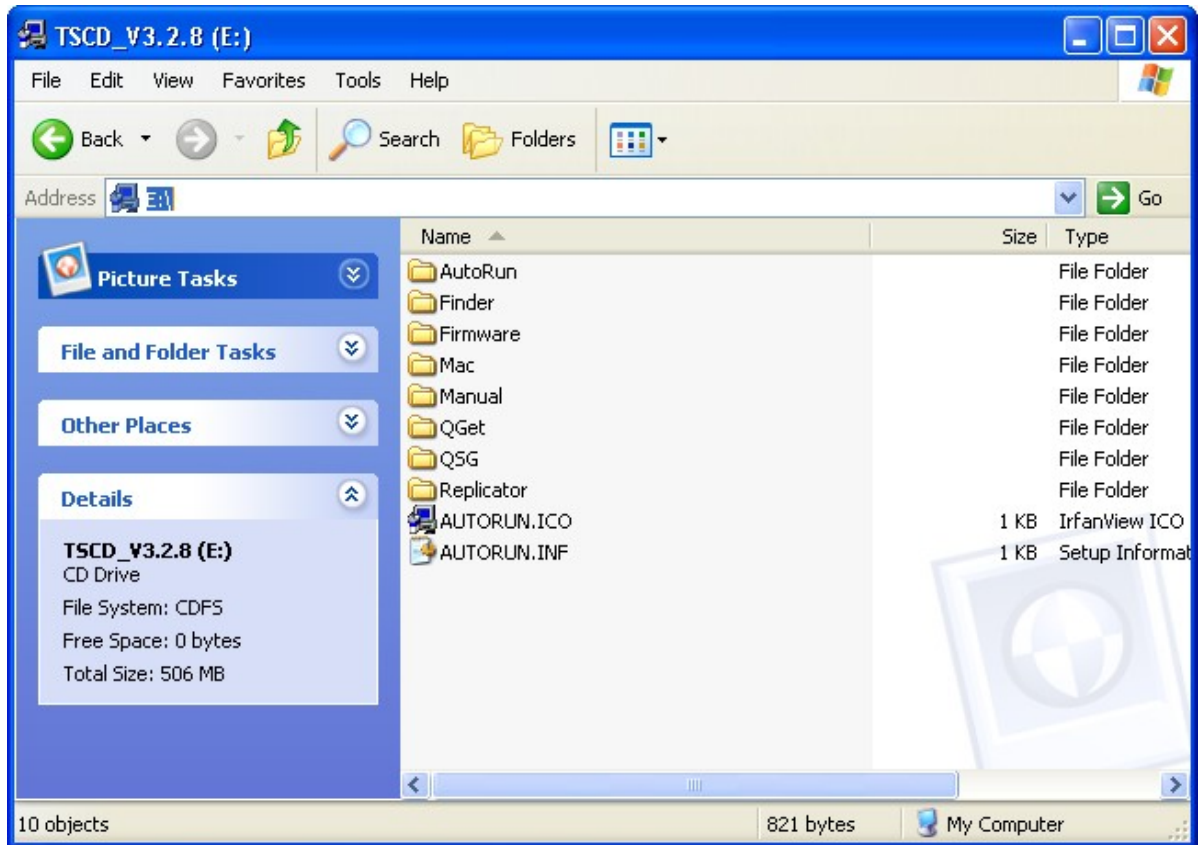 TSCD_V3.2.8 (E:)
File Edit View Favorites Tools Help
Back Search Folders
Address E:\ Go
Picture Tasks
File and Folder Tasks
Other Places
Details
TSCD_V3.2.8 (E:)
CD Drive
File System: CDFS
Free Space: 0 bytes
Total Size: 506 MB
Name Size Type
AutoRun File Folder
Finder File Folder
Firmware File Folder
Mac File Folder
Manual File Folder
QGet File Folder
QSG File Folder
Replicator File Folder
AUTORUN.ICO 1 KB IrfanView ICO
AUTORUN.INF 1 KB Setup Informat
10 objects 821 bytes My Computer